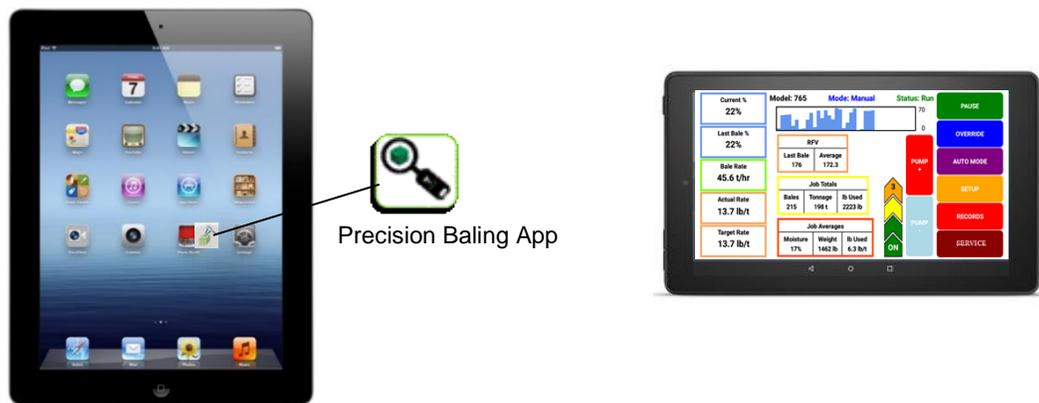 7
Precision Baling App
Current %
22%
Last Bale %
22%
Bale Rate
45.6 t/hr
Actual Rate
13.7 lb/t
Target Rate
13.7 lb/t
Model: 765 Mode: Manual Status: Run
70
0
RFV
Last Bale Average
176 172.3
Job Totals
Bales Tonnage lb Used
215 198 t 2223 lb
Job Averages
Moisture Weight lb Used
17% 1462 lb 6.3 lb/t
3
ON
PUMP
+
PUMP
-
PAUSE
OVERRIDE
AUTO MODE
SETUP
RECORDS
SERVICE